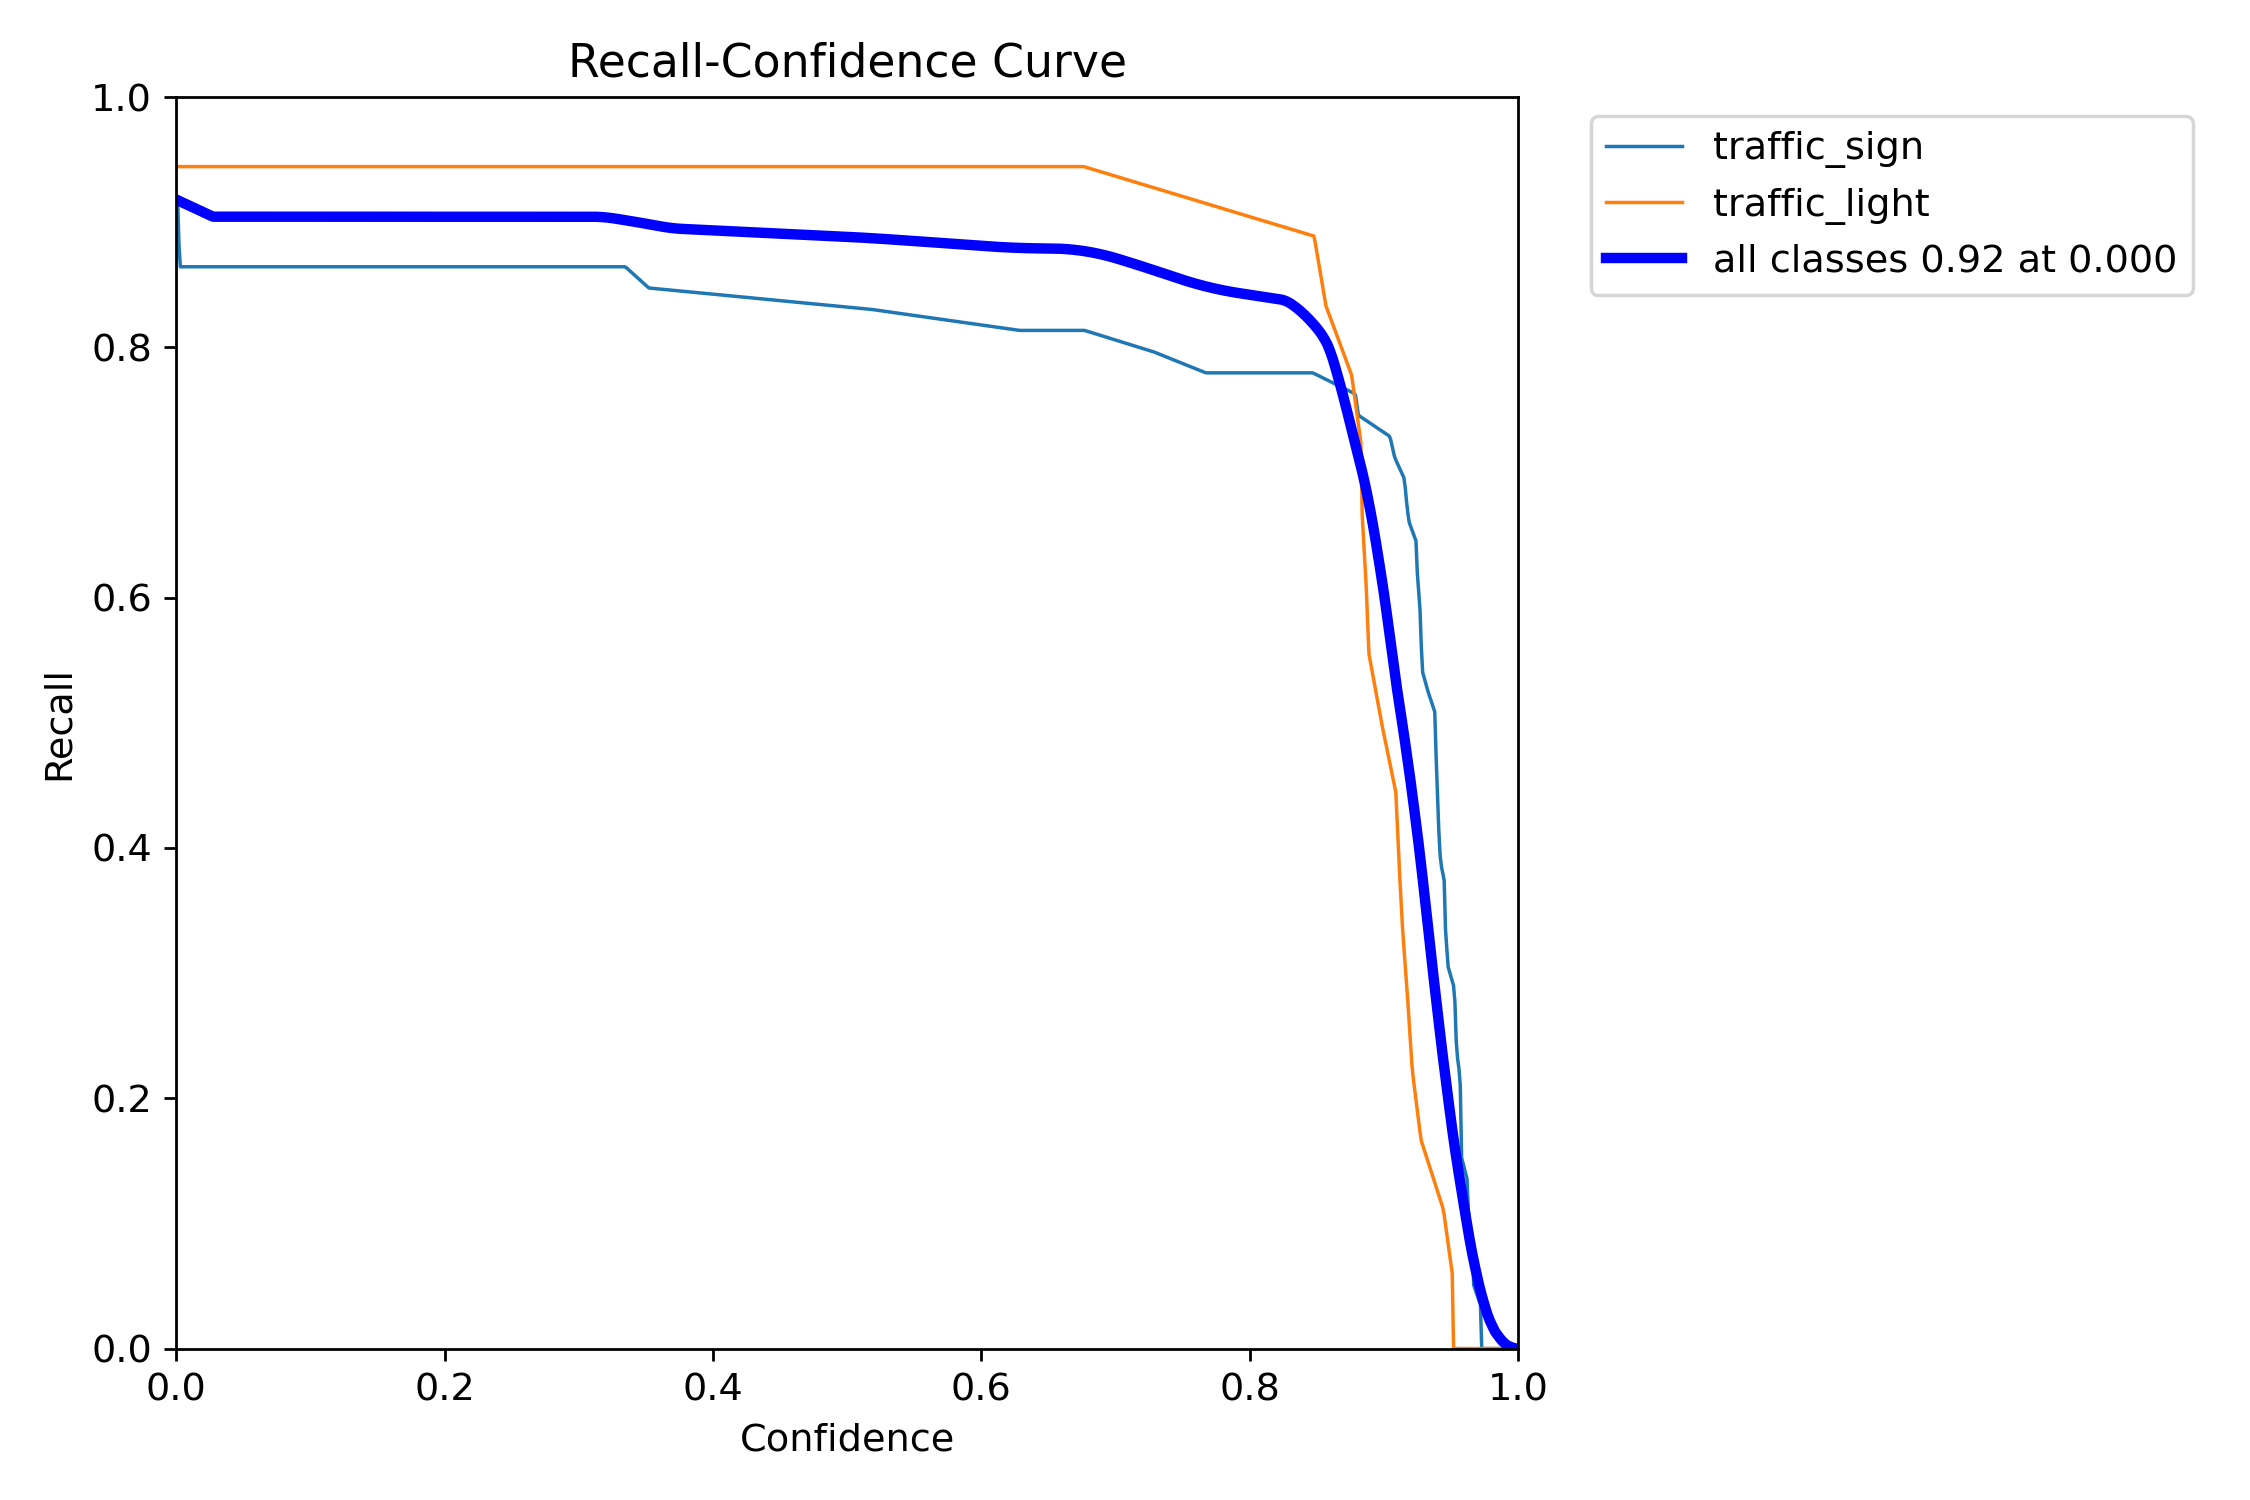 Recall-Confidence Curve
1.0
0.8
0.6
0.4
0.2
0.0
Recall
0.0 0.2 0.4 0.6 0.8 1.0
Confidence
traffic_sign
traffic_light
all classes 0.92 at 0.000